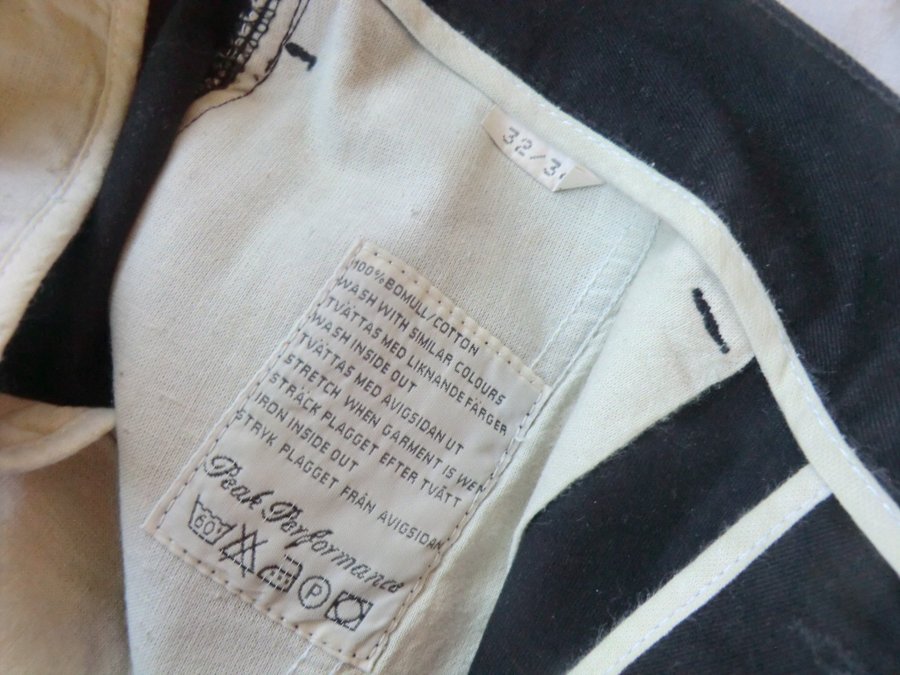 32/3
100% BOMULL/COTTON
WASH WITH SIMILAR COLOURS
TVÄTTAS MED LIKNANDE FÄRGER
WASH INSIDE OUT
TVÄTTAS MED AVIGSIDAN UT
STRETCH WHEN GARMENT IS WET
STRÄCK PLAGGET EFTER TVÄTT
IRON INSIDE OUT
STRYK PLAGGET FRÅN AVIGSIDAN
Peak Performance
60 P